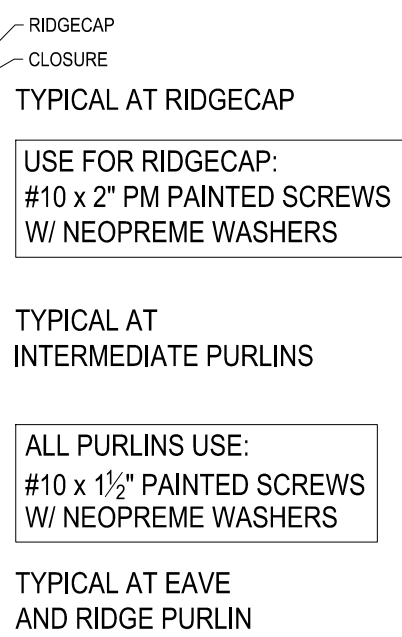 RIDGECAP
CLOSURE
TYPICAL AT RIDGECAP
USE FOR RIDGECAP:
#10 x 2" PM PAINTED SCREWS
W/ NEOPREME WASHERS
TYPICAL AT
INTERMEDIATE PURLINS
ALL PURLINS USE:
#10 x 1½" PAINTED SCREWS
W/ NEOPREME WASHERS
TYPICAL AT EAVE
AND RIDGE PURLIN